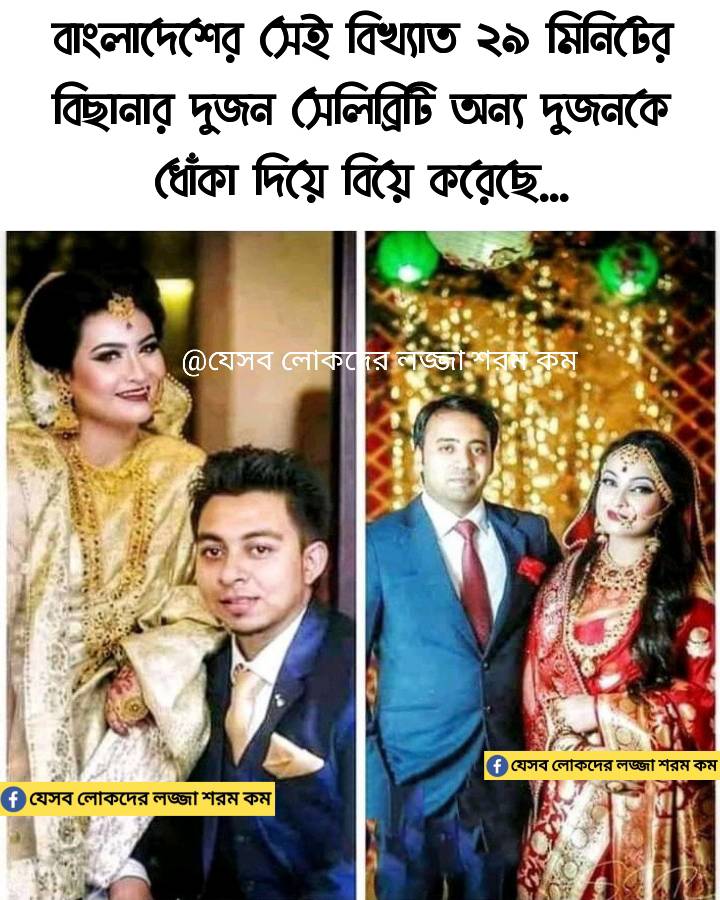 বাংলাদেশের সেই বিখ্যাত ২৯ মিনিটের
বিছানার দুজন সেলিব্রিটি অন্য দুজনকে
ধোঁকা দিয়ে বিয়ে করেছে...
@যেসব লোকদের লজ্জা শরম কম
যেসব লোকদের লজ্জা শরম কম
যেসব লোকদের লজ্জা শরম কম